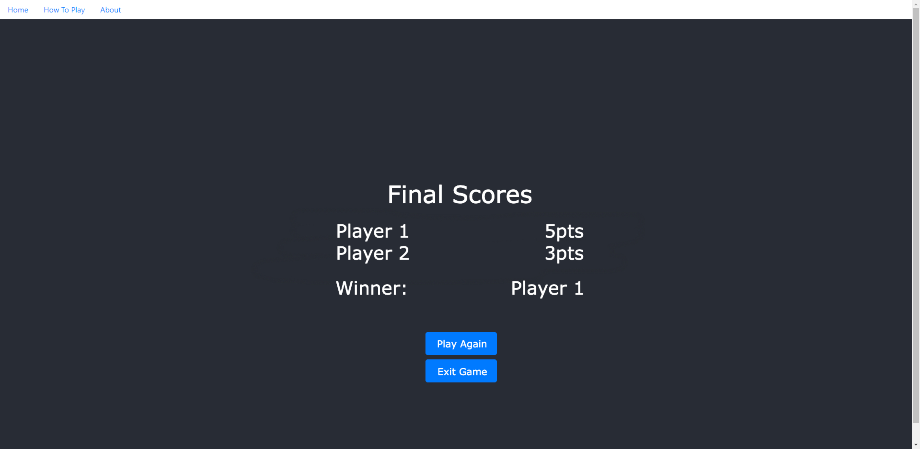 Home How To Play About
Final Scores
Player 1 5pts
Player 2 3pts
Winner: Player 1
Play Again
Exit Game